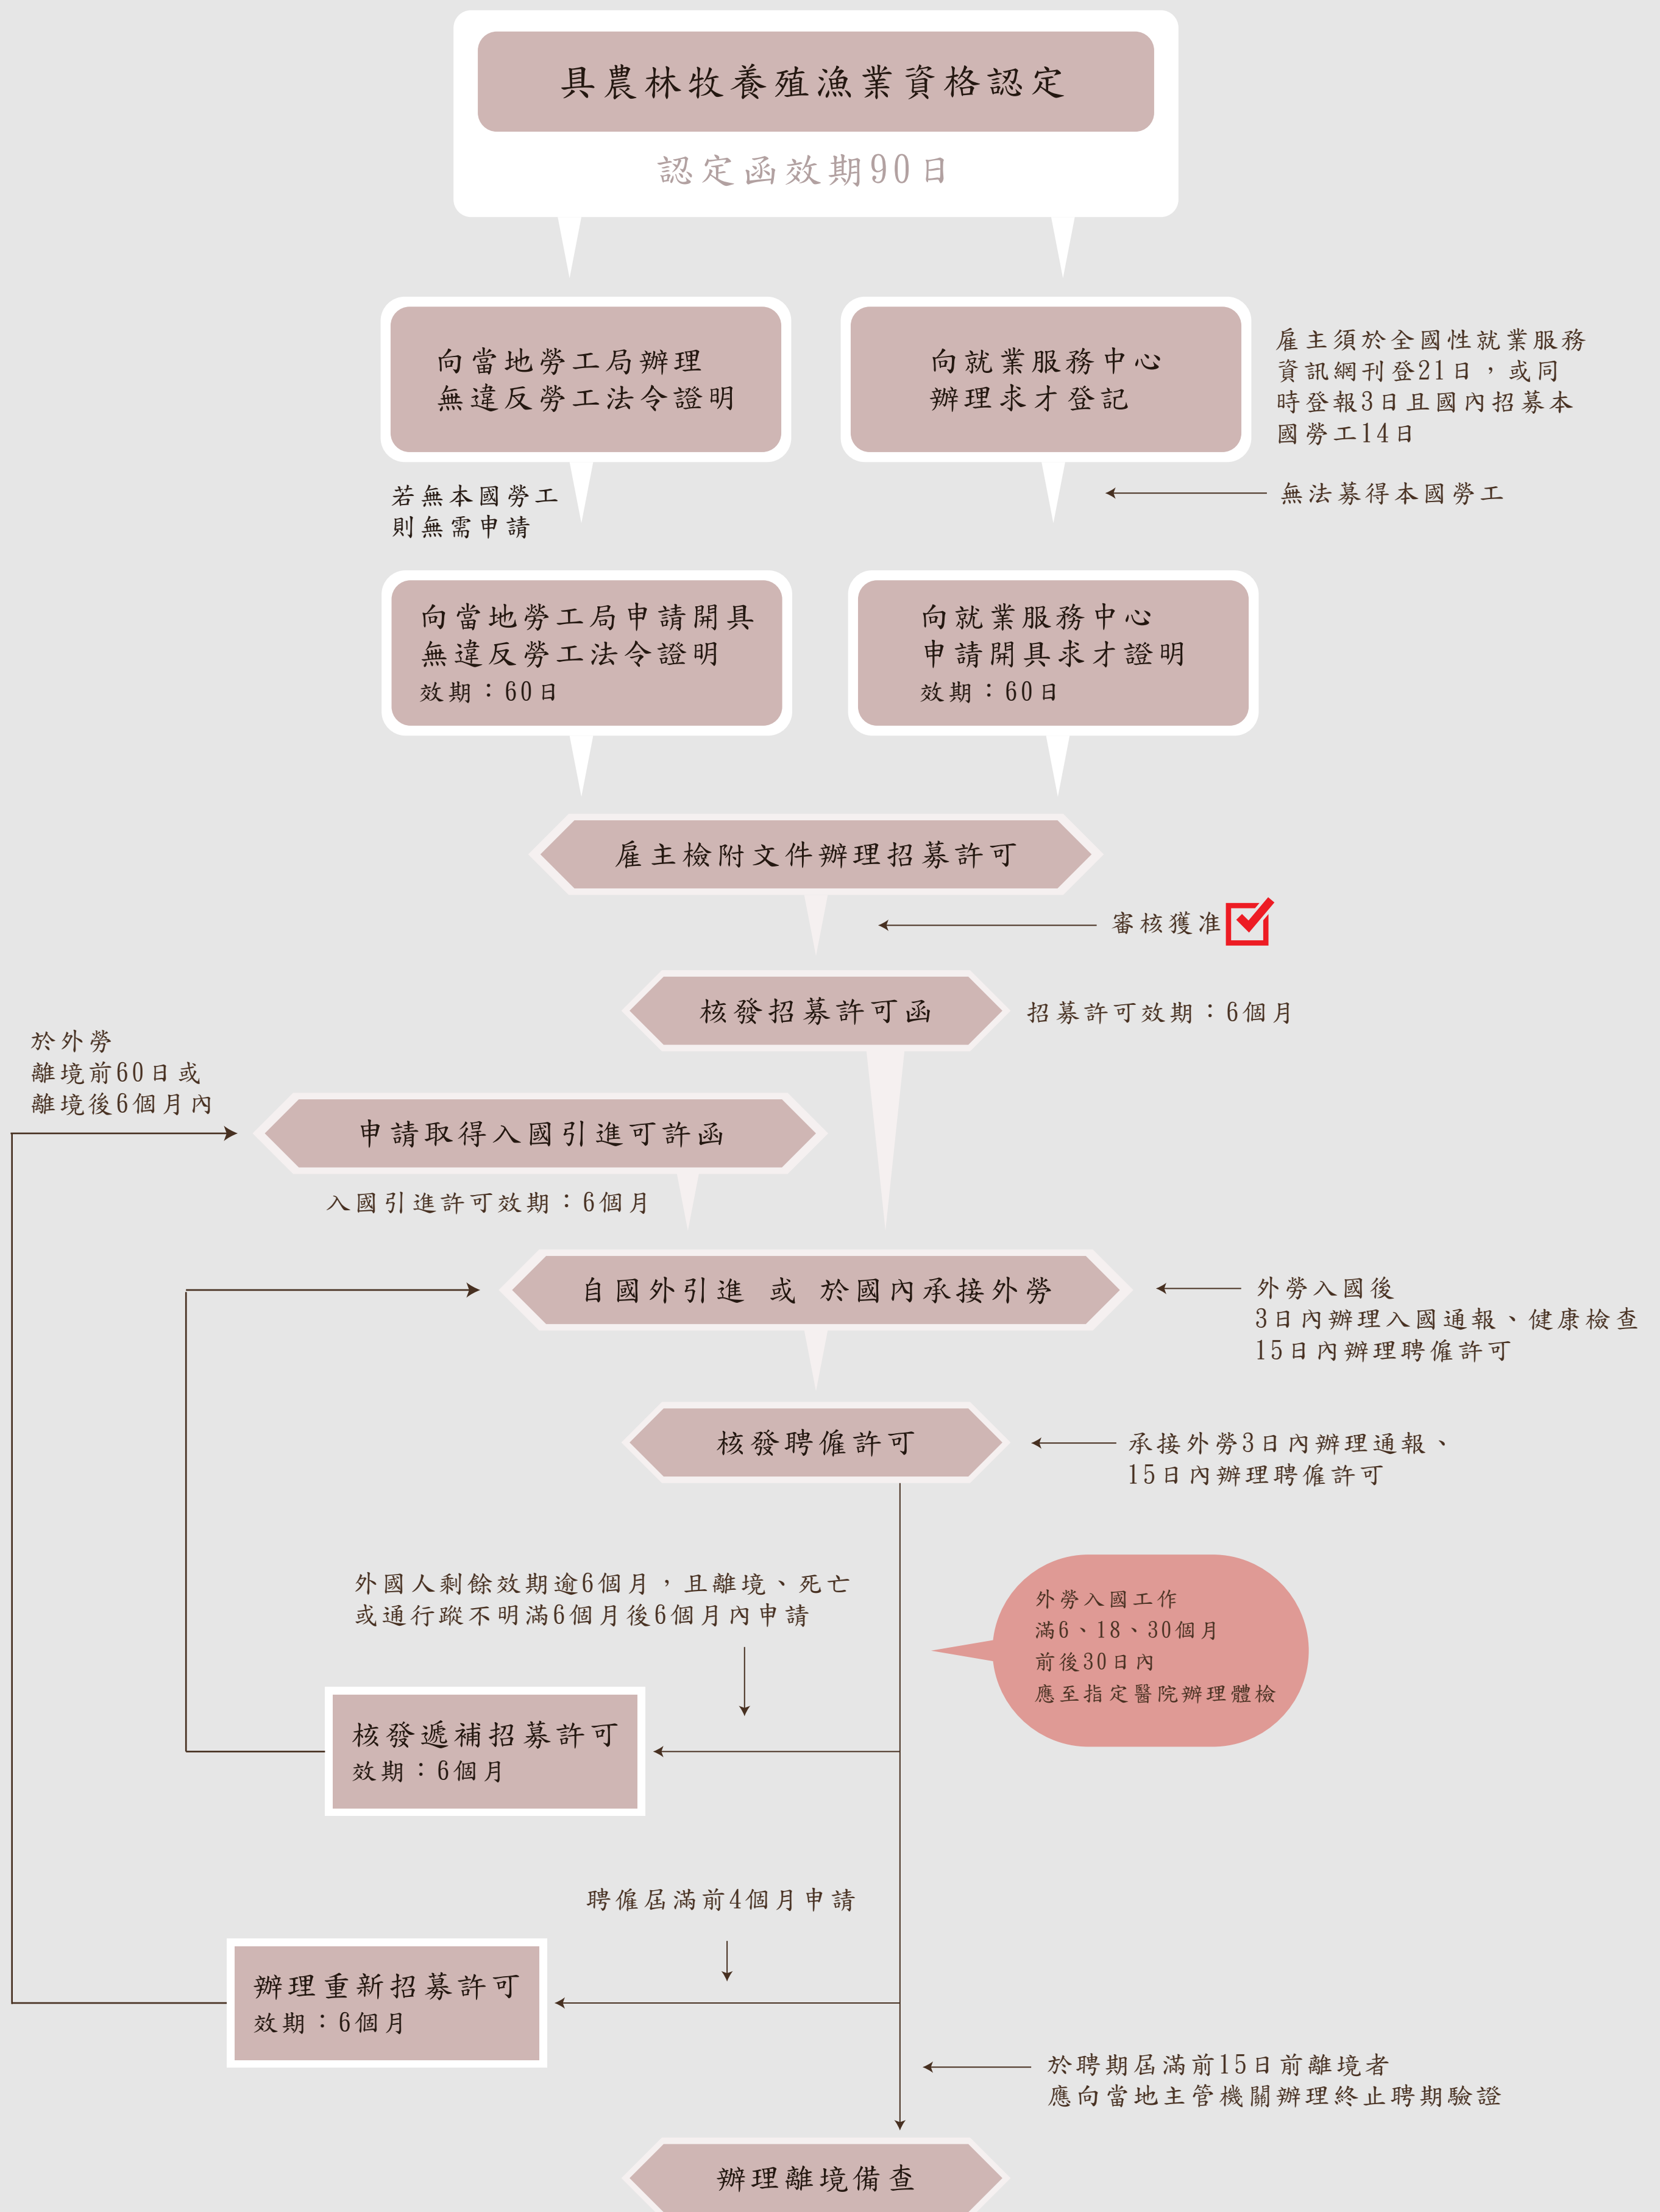 具農林牧養殖漁業資格認定
認定函效期90日
向當地勞工局辦理
無違反勞工法令證明
向就業服務中心
辦理求才登記
雇主須於全國性就業服務
資訊網刊登21日，或同
時登報3日且國內招募本
國勞工14日
若無本國勞工
則無需申請
無法募得本國勞工
向當地勞工局申請開具
無違反勞工法令證明
效期：60日
向就業服務中心
申請開具求才證明
效期：60日
雇主檢附文件辦理招募許可
審核獲准
核發招募許可函
招募許可效期：6個月
於外勞
離境前60日或
離境後6個月內
申請取得入國引進可許函
入國引進許可效期：6個月
自國外引進 或 於國內承接外勞
外勞入國後
3日內辦理入國通報、健康檢查
15日內辦理聘僱許可
核發聘僱許可
承接外勞3日內辦理通報、
15日內辦理聘僱許可
外國人剩餘效期逾6個月，且離境、死亡
或通行蹤不明滿6個月後6個月內申請
外勞入國工作
滿6、18、30個月
前後30日內
應至指定醫院辦理體檢
核發遞補招募許可
效期：6個月
聘僱屆滿前4個月申請
辦理重新招募許可
效期：6個月
於聘期屆滿前15日前離境者
應向當地主管機關辦理終止聘期驗證
辦理離境備查